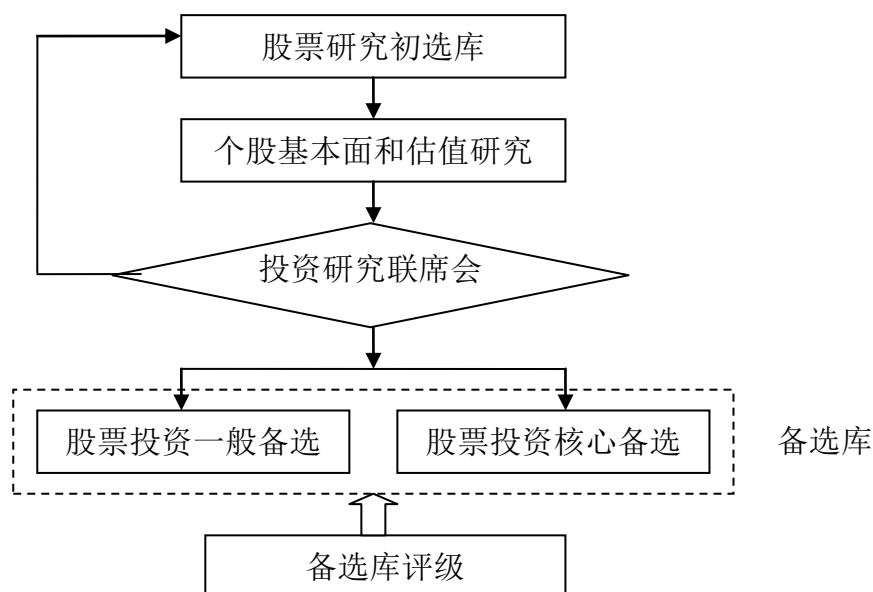 股票研究初选库
个股基本面和估值研究
投资研究联席会
股票投资一般备选
股票投资核心备选
备选库
备选库评级